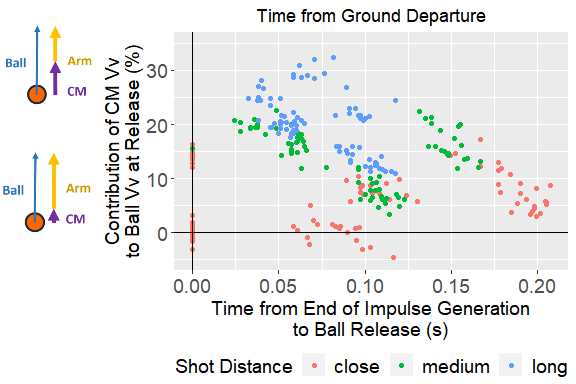 Time from Ground Departure
Ball
Arm
CM
Ball
Arm
CM
Contribution of CM Vv
to Ball Vv at Release (%)
30
20
10
0
0.00 0.05 0.10 0.15 0.20
Time from End of Impulse Generation
to Ball Release (s)
Shot Distance close medium long